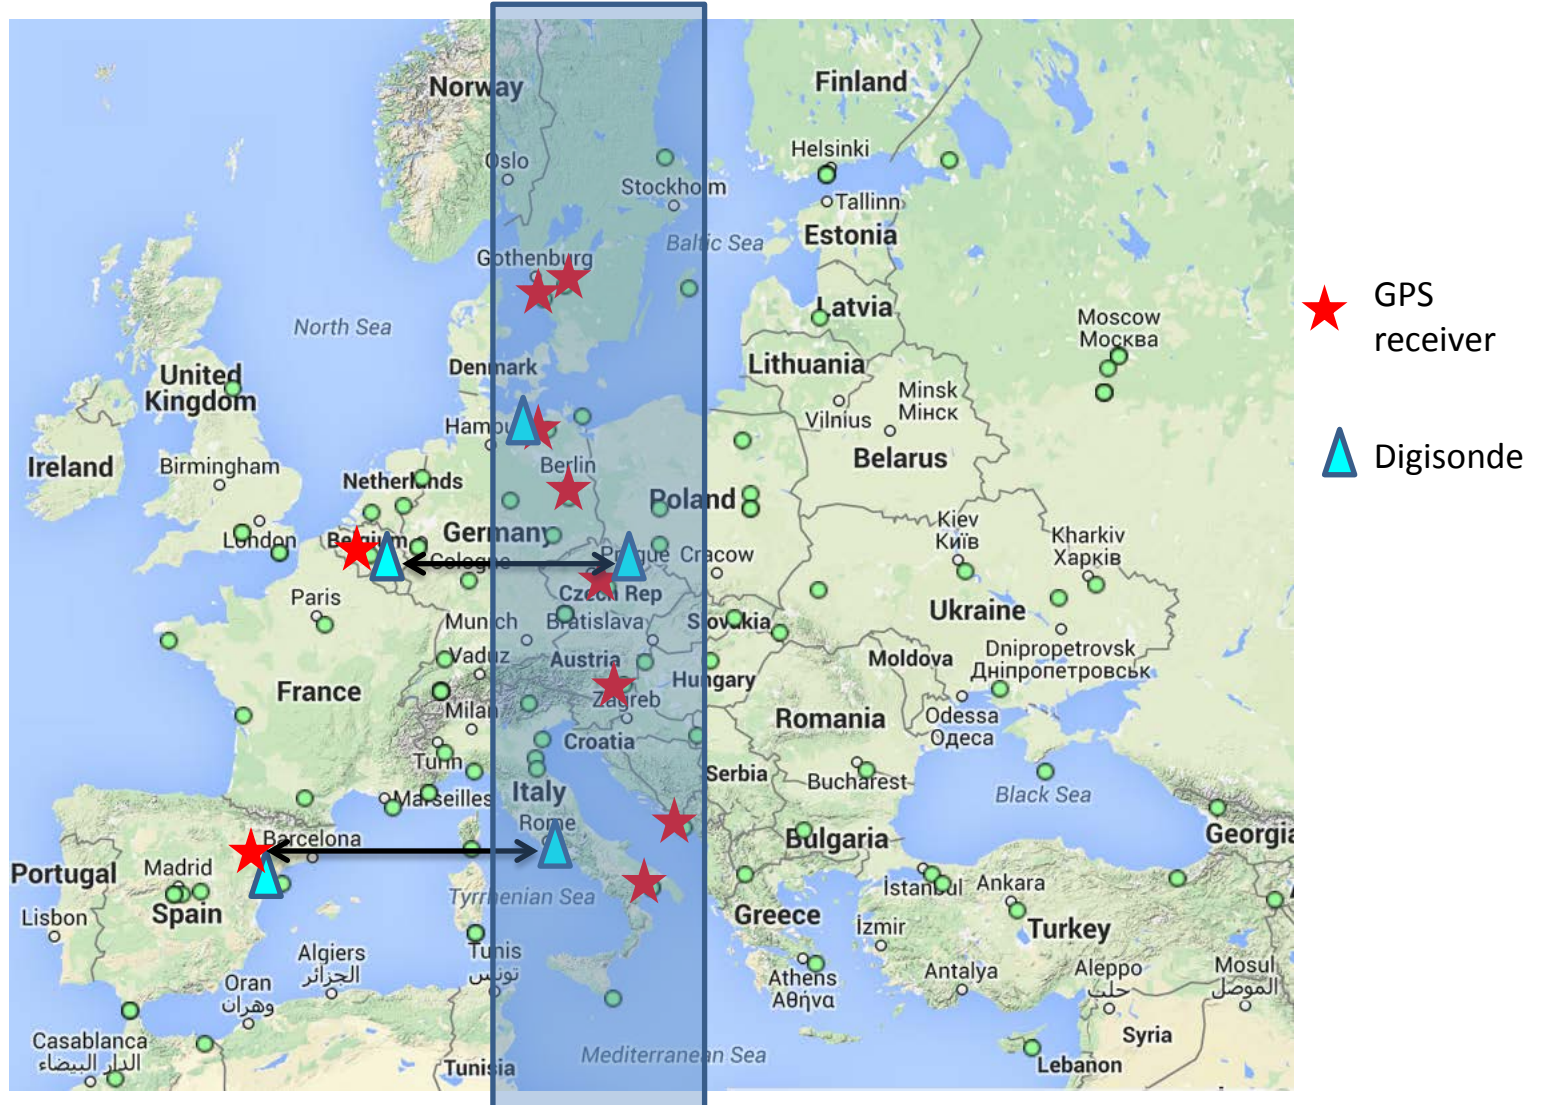 Norway
Finland
Oslo
Helsinki
Stockholm
Tallinn
Estonia
Baltic Sea
Gothenburg
North Sea
Latvia
Moscow
Москва
Denmark
Lithuania
United
Kingdom
Minsk
Мінск
Vilnius
Hambu
Belarus
Ireland
Birmingham
Berlin
Netherlands
Poland
London
Belgium
Germany
Kiev
Київ
Kharkiv
Харків
Cologne
Prague
Cracow
Paris
Czech Rep
Ukraine
Munich
Bratislava
Slovakia
Dnipropetrovsk
Дніпропетровськ
Vaduz
Austria
Moldova
France
Hungary
Zagreb
Milan
Romania
Odessa
Одеса
Croatia
Turin
Serbia
Bucharest
Italy
Marseilles
Black Sea
Rome
Barcelona
Bulgaria
Georgia
Madrid
Portugal
İstanbul
Ankara
Tyrrhenian Sea
Spain
Lisbon
Greece
İzmir
Turkey
Algiers
الجزائر
Tunis
تونس
Athens
Αθήνα
Antalya
Aleppo
حلب
Mosul
الموصل
Oran
وهران
Casablanca
الدار البيضاء
Syria
Mediterranean Sea
Tunisia
Lebanon
GPS
receiver
Digisonde